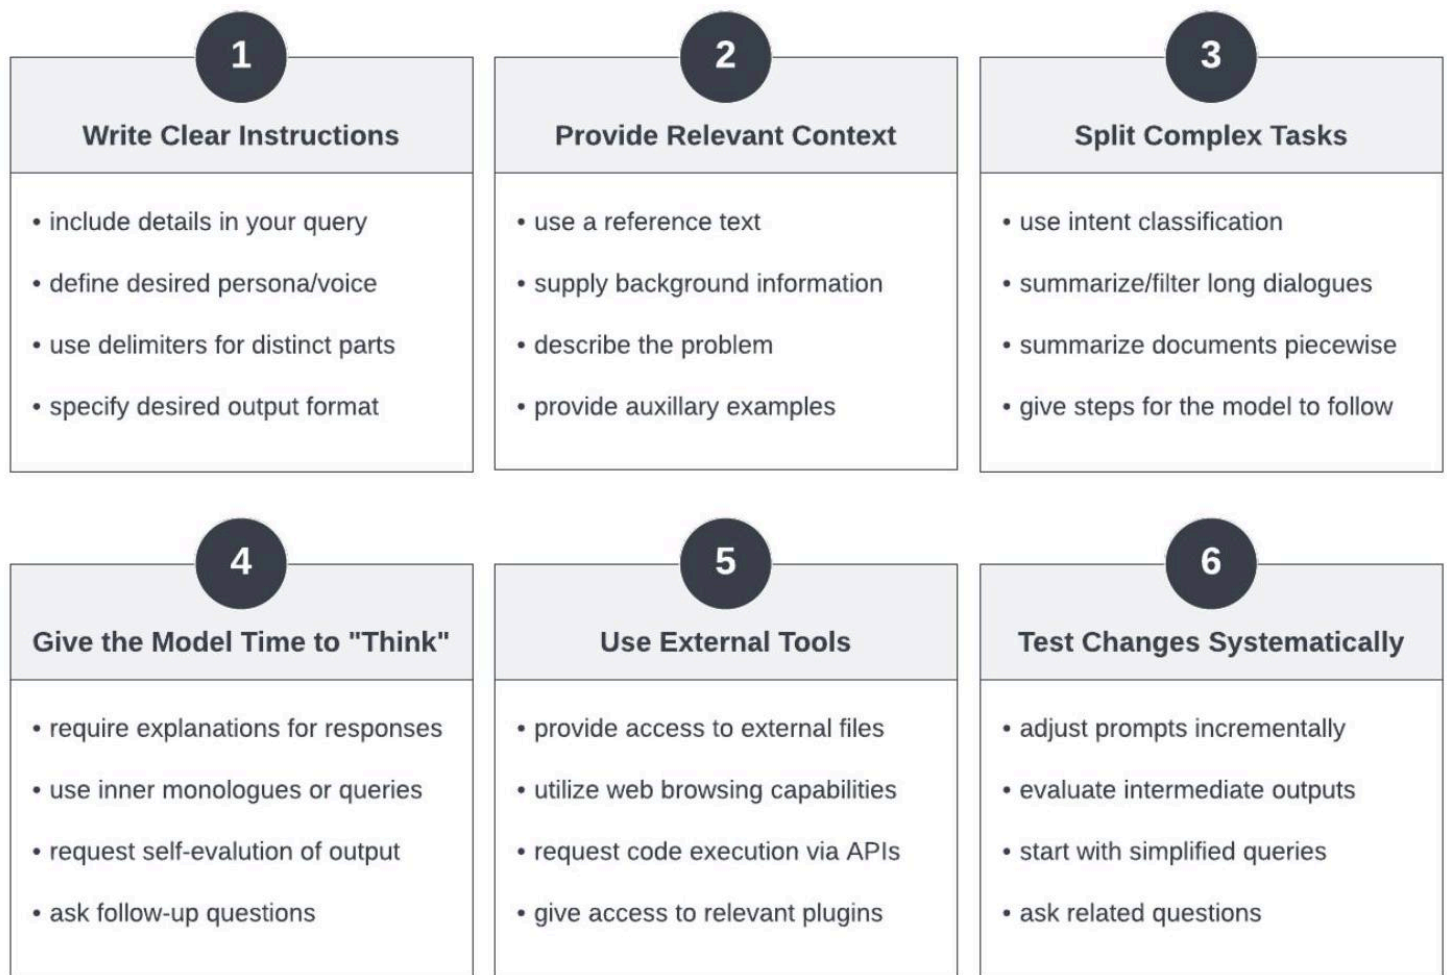 1
Write Clear Instructions
• include details in your query
• define desired persona/voice
• use delimiters for distinct parts
• specify desired output format
2
Provide Relevant Context
• use a reference text
• supply background information
• describe the problem
• provide auxillary examples
3
Split Complex Tasks
• use intent classification
• summarize/filter long dialogues
• summarize documents piecewise
• give steps for the model to follow
4
Give the Model Time to "Think"
• require explanations for responses
• use inner monologues or queries
• request self-evalution of output
• ask follow-up questions
5
Use External Tools
• provide access to external files
• utilize web browsing capabilities
• request code execution via APIs
• give access to relevant plugins
6
Test Changes Systematically
• adjust prompts incrementally
• evaluate intermediate outputs
• start with simplified queries
• ask related questions